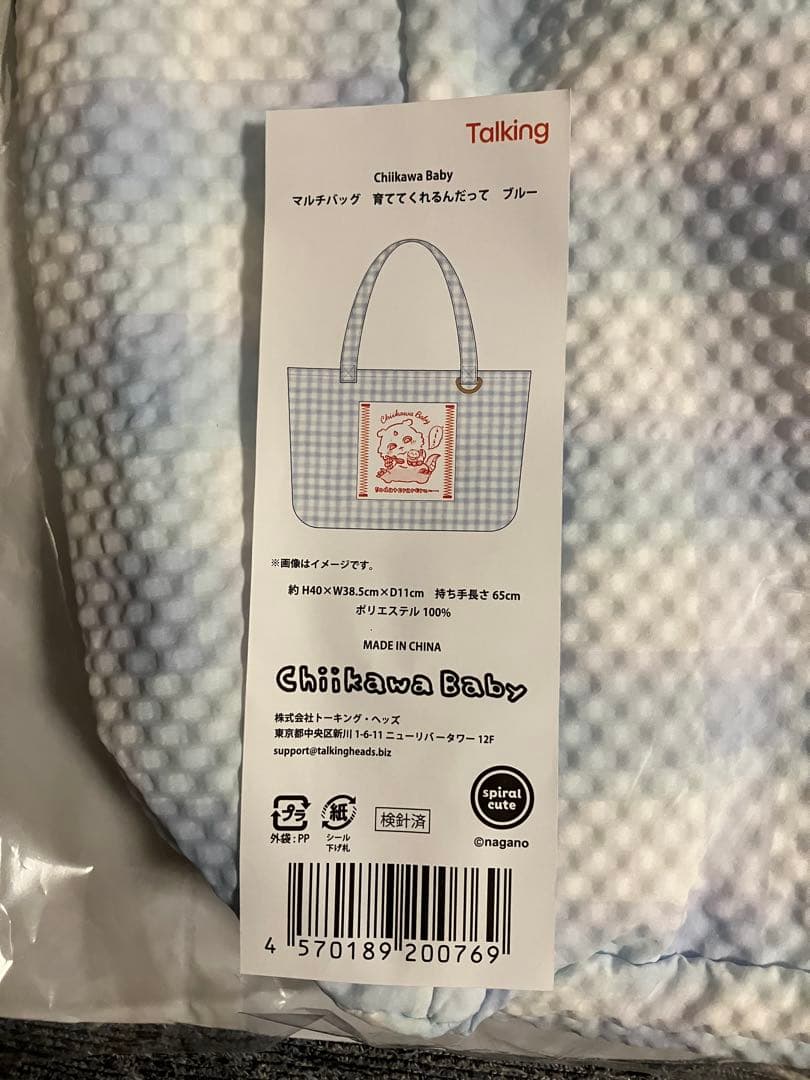 Talking
Chiikawa Baby
マルチバッグ 育ててくれるんだって ブルー
Chiikawa Baby
※画像はイメージです。
約 H40×W38.5cm×D11cm 持ち手長さ 65cm
ポリエステル 100%
MADE IN CHINA
Chiikawa Baby
株式会社トーキング・ヘッズ
東京都中央区新川 1-6-11 ニューリバータワー 12F
support@talkingheads.biz
spiral
cute
プラ
紙
検針済
外袋:PP
シール
下げ札
©nagano
4 570189 200769